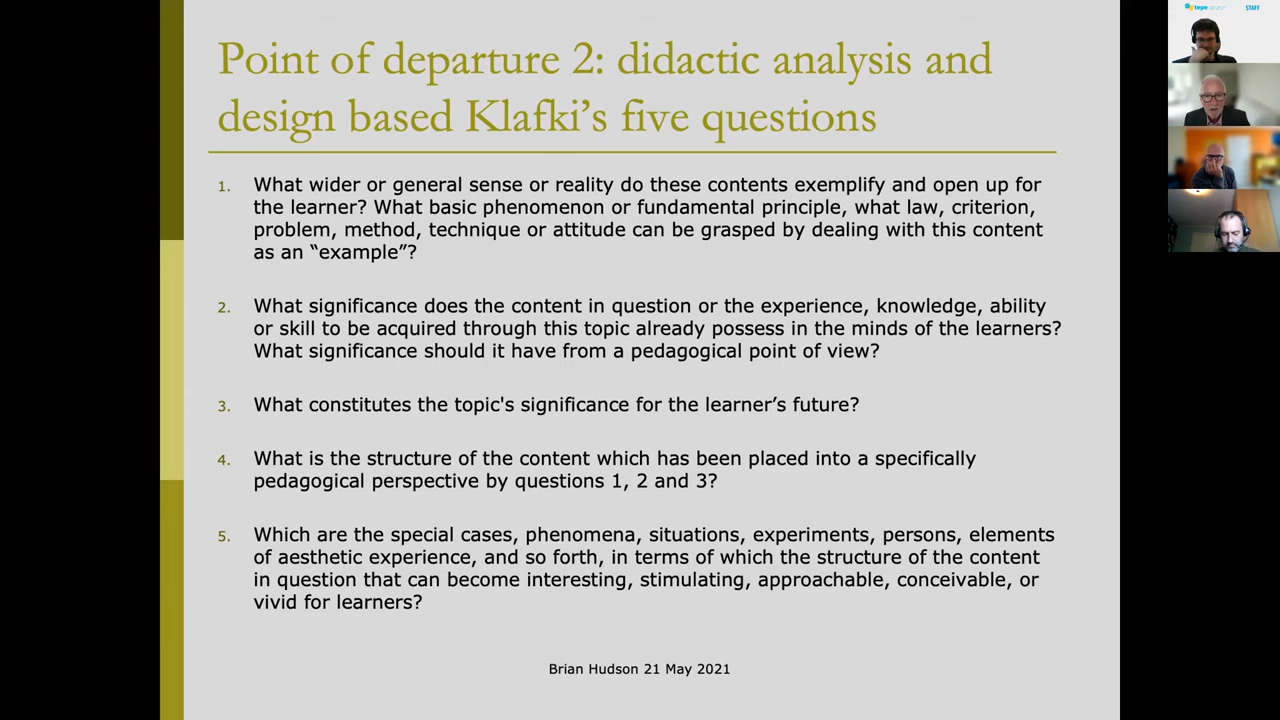 Point of departure 2: didactic analysis and
design based Klafki’s five questions
1. What wider or general sense or reality do these contents exemplify and open up for
the learner? What basic phenomenon or fundamental principle, what law, criterion,
problem, method, technique or attitude can be grasped by dealing with this content
as an “example”?
2. What significance does the content in question or the experience, knowledge, ability
or skill to be acquired through this topic already possess in the minds of the learners?
What significance should it have from a pedagogical point of view?
3. What constitutes the topic's significance for the learner’s future?
4. What is the structure of the content which has been placed into a specifically
pedagogical perspective by questions 1, 2 and 3?
5. Which are the special cases, phenomena, situations, experiments, persons, elements
of aesthetic experience, and so forth, in terms of which the structure of the content
in question that can become interesting, stimulating, approachable, conceivable, or
vivid for learners?
Brian Hudson 21 May 2021
tepe
STAFF